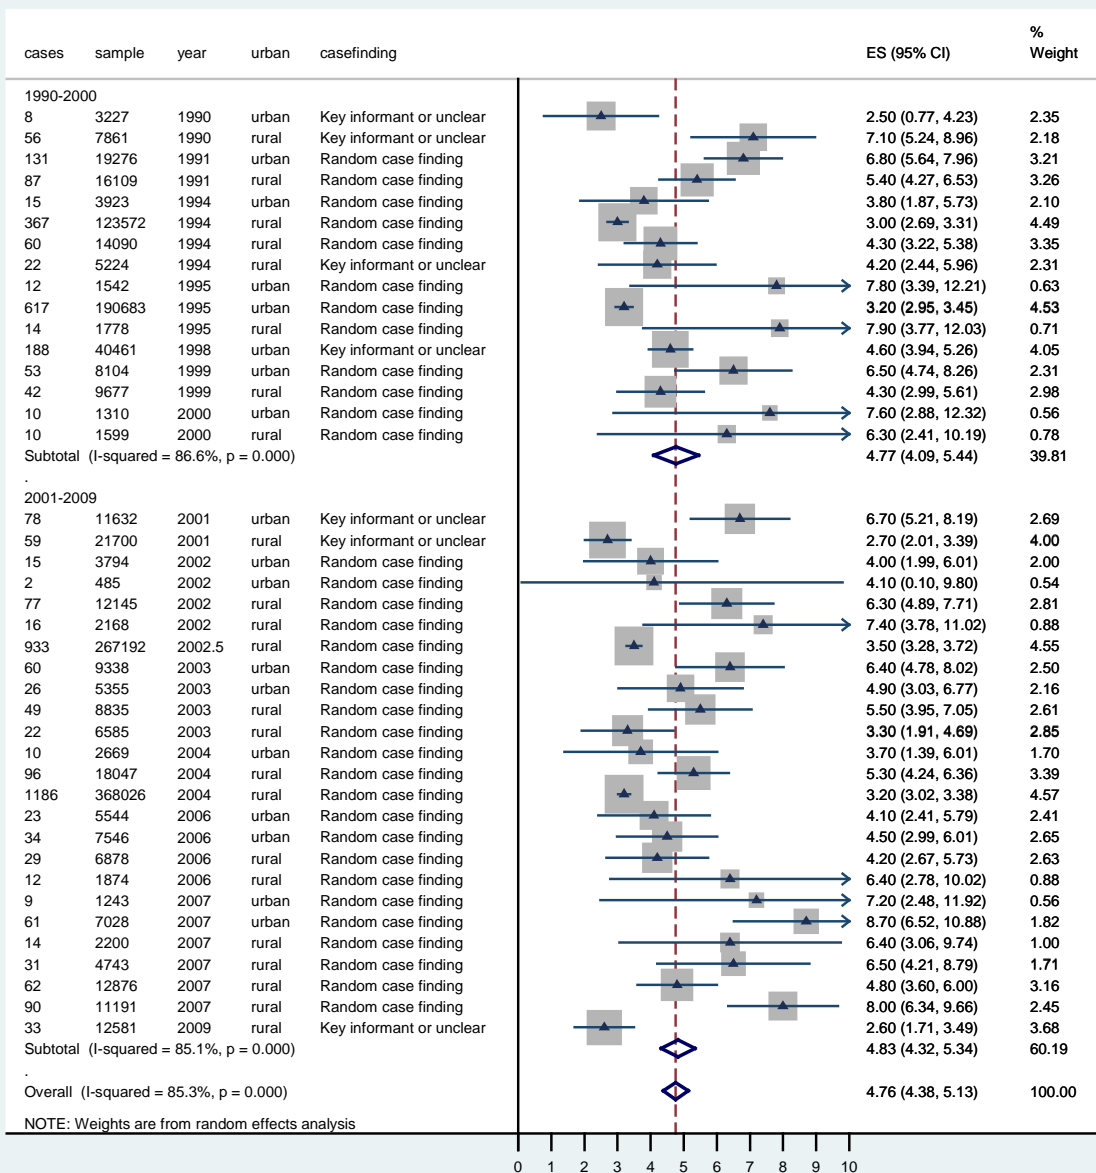 %
cases sample year urban casefinding ES (95% CI) Weight
1990-2000
8 3227 1990 urban Key informant or unclear 2.50 (0.77, 4.23) 2.35
56 7861 1990 rural Key informant or unclear 7.10 (5.24, 8.96) 2.18
131 19276 1991 urban Random case finding 6.80 (5.64, 7.96) 3.21
87 16109 1991 rural Random case finding 5.40 (4.27, 6.53) 3.26
15 3923 1994 urban Random case finding 3.80 (1.87, 5.73) 2.10
367 123572 1994 rural Random case finding 3.00 (2.69, 3.31) 4.49
60 14090 1994 rural Random case finding 4.30 (3.22, 5.38) 3.35
22 5224 1994 rural Key informant or unclear 4.20 (2.44, 5.96) 2.31
12 1542 1995 urban Random case finding 7.80 (3.39, 12.21) 0.63
617 190683 1995 urban Random case finding 3.20 (2.95, 3.45) 4.53
14 1778 1995 rural Random case finding 7.90 (3.77, 12.03) 0.71
188 40461 1998 urban Key informant or unclear 4.60 (3.94, 5.26) 4.05
53 8104 1999 urban Random case finding 6.50 (4.74, 8.26) 2.31
42 9677 1999 rural Random case finding 4.30 (2.99, 5.61) 2.98
10 1310 2000 urban Random case finding 7.60 (2.88, 12.32) 0.56
10 1599 2000 rural Random case finding 6.30 (2.41, 10.19) 0.78
Subtotal (I-squared = 86.6%, p = 0.000) 4.77 (4.09, 5.44) 39.81
.
2001-2009
78 11632 2001 urban Key informant or unclear 6.70 (5.21, 8.19) 2.69
59 21700 2001 rural Key informant or unclear 2.70 (2.01, 3.39) 4.00
15 3794 2002 urban Random case finding 4.00 (1.99, 6.01) 2.00
2 485 2002 urban Random case finding 4.10 (0.10, 9.80) 0.54
77 12145 2002 rural Random case finding 6.30 (4.89, 7.71) 2.81
16 2168 2002 rural Random case finding 7.40 (3.78, 11.02) 0.88
933 267192 2002.5 rural Random case finding 3.50 (3.28, 3.72) 4.55
60 9338 2003 urban Random case finding 6.40 (4.78, 8.02) 2.50
26 5355 2003 urban Random case finding 4.90 (3.03, 6.77) 2.16
49 8835 2003 rural Random case finding 5.50 (3.95, 7.05) 2.61
22 6585 2003 rural Random case finding 3.30 (1.91, 4.69) 2.85
10 2669 2004 urban Random case finding 3.70 (1.39, 6.01) 1.70
96 18047 2004 rural Random case finding 5.30 (4.24, 6.36) 3.39
1186 368026 2004 rural Random case finding 3.20 (3.02, 3.38) 4.57
23 5544 2006 urban Random case finding 4.10 (2.41, 5.79) 2.41
34 7546 2006 urban Random case finding 4.50 (2.99, 6.01) 2.65
29 6878 2006 rural Random case finding 4.20 (2.67, 5.73) 2.63
12 1874 2006 rural Random case finding 6.40 (2.78, 10.02) 0.88
9 1243 2007 urban Random case finding 7.20 (2.48, 11.92) 0.56
61 7028 2007 urban Random case finding 8.70 (6.52, 10.88) 1.82
14 2200 2007 rural Random case finding 6.40 (3.06, 9.74) 1.00
31 4743 2007 rural Random case finding 6.50 (4.21, 8.79) 1.71
62 12876 2007 rural Random case finding 4.80 (3.60, 6.00) 3.16
90 11191 2007 rural Random case finding 8.00 (6.34, 9.66) 2.45
33 12581 2009 rural Key informant or unclear 2.60 (1.71, 3.49) 3.68
Subtotal (I-squared = 85.1%, p = 0.000) 4.83 (4.32, 5.34) 60.19
.
Overall (I-squared = 85.3%, p = 0.000) 4.76 (4.38, 5.13) 100.00
NOTE: Weights are from random effects analysis
0 1 2 3 4 5 6 7 8 9 10